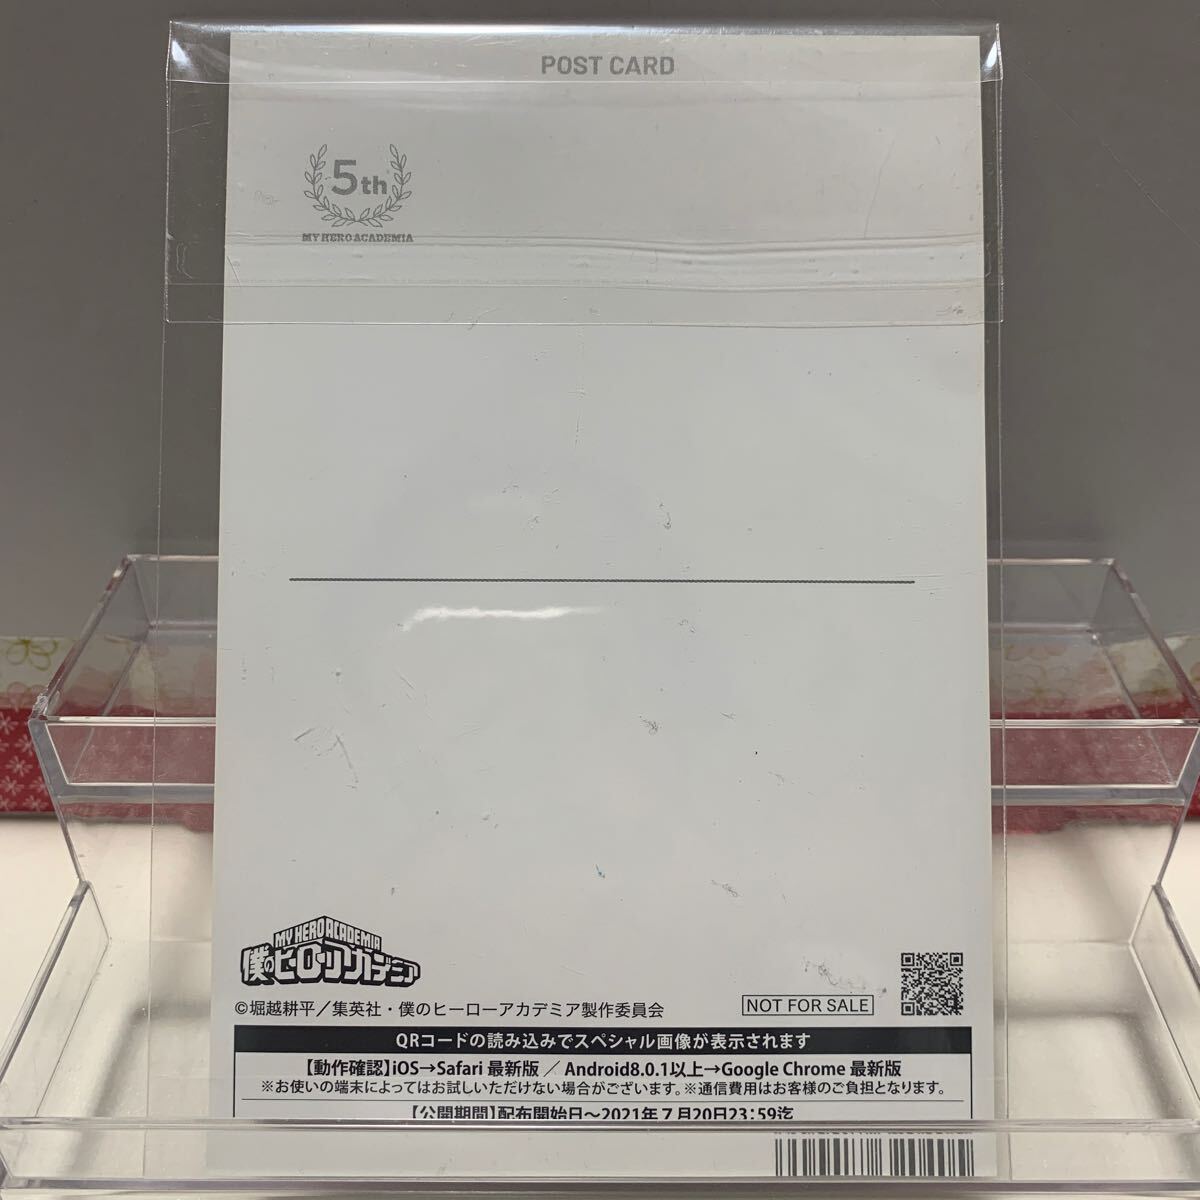 POST CARD
5th
MY HERO ACADEMIA
MY HERO ACADEMIA
僕のヒーローアカデミア
©堀越耕平／集英社・僕のヒーローアカデミア製作委員会
NOT FOR SALE
QRコードの読み込みでスペシャル画像が表示されます
【動作確認】iOS→Safari 最新版 ／ Android8.0.1以上→Google Chrome 最新版
※お使いの端末によってはお試しいただけない場合がございます。※通信費用はお客様のご負担となります。
【公開期間】配布開始日～2021年７月20日23:59迄